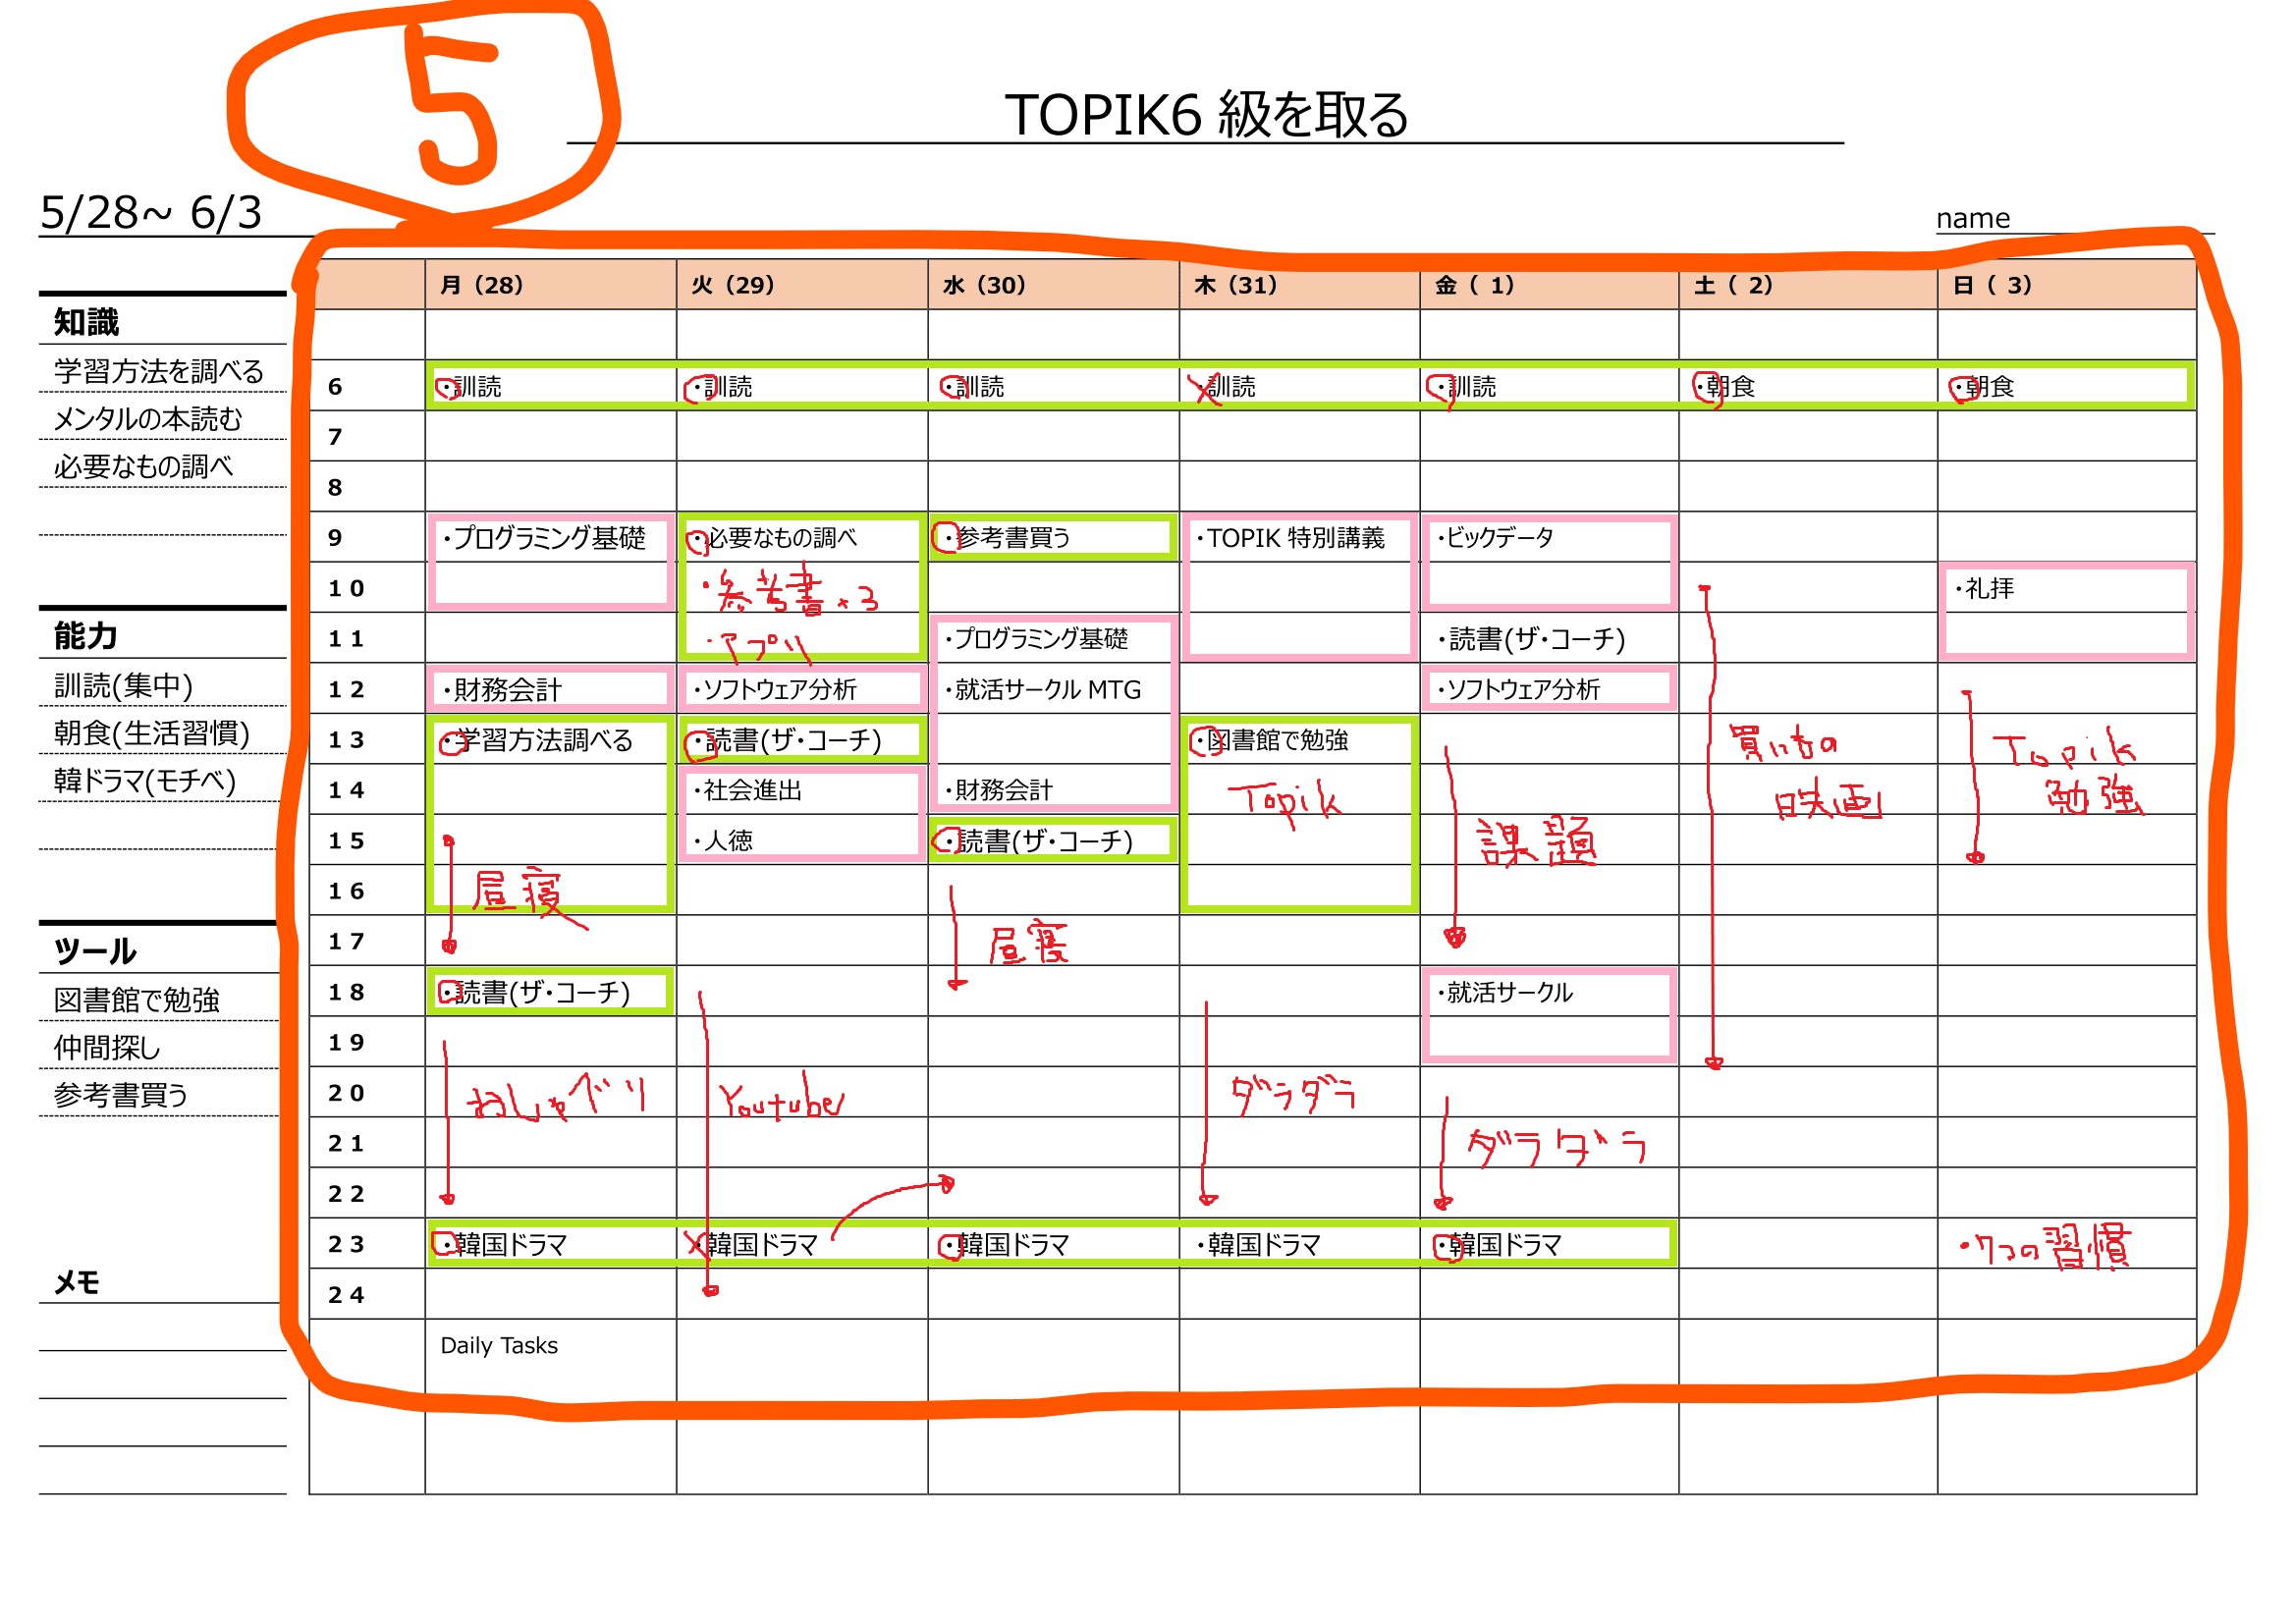 5
TOPIK6 級を取る
5/28~ 6/3
name
知識
学習方法を調べる
メンタルの本読む
必要なもの調べ
能力
訓読(集中)
朝食(生活習慣)
韓ドラマ(モチベ)
ツール
図書館で勉強
仲間探し
参考書買う
メモ
月（28） 火（29） 水（30） 木（31） 金（ 1） 土（ 2） 日（ 3）
6 ・訓読 ・訓読 ・訓読 ・訓読 ・訓読 ・朝食 ・朝食
7
8
9 ・プログラミング基礎 ・必要なもの調べ ・参考書買う ・TOPIK 特別講義 ・ビックデータ
10 ・参考書×3 ・礼拝
11 ・アプリ ・プログラミング基礎 ・読書(ザ・コーチ)
12 ・財務会計 ・ソフトウェア分析 ・就活サークル MTG ・ソフトウェア分析
13 ・学習方法調べる ・読書(ザ・コーチ) ・図書館で勉強 買いもの Topik
14 ・社会進出 ・財務会計 Topik 映画 勉強
15 ・人徳 ・読書(ザ・コーチ) 課題
16 昼寝
17 昼寝
18 ・読書(ザ・コーチ) ・就活サークル
19
20 おしゃべり Youtube ダラダラ
21 ダラダラ
22
23 ・韓国ドラマ ・韓国ドラマ ・韓国ドラマ ・韓国ドラマ ・韓国ドラマ ・7つの習慣
24
Daily Tasks